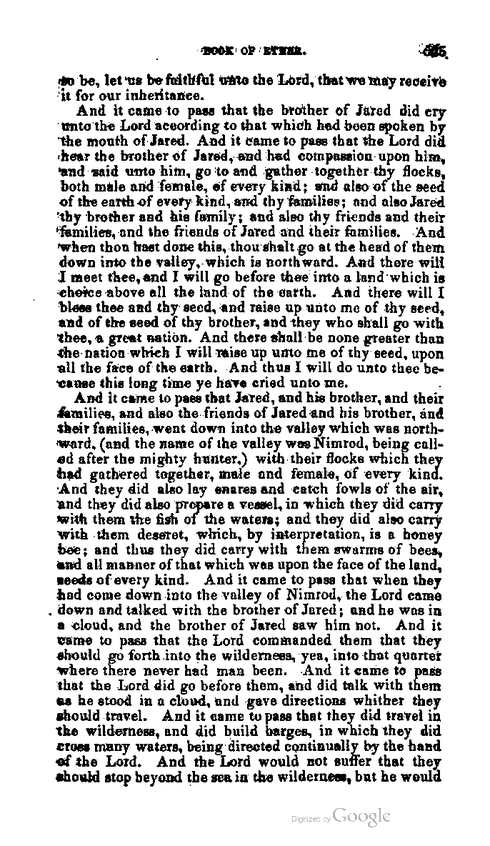 BOOK OF ETHER.
so be, let us be faithful unto the Lord, that we may receive
it for our inheritance.
And it came to pass that the brother of Jared did cry
unto the Lord according to that which had been spoken by
the mouth of Jared. And it came to pass that the Lord did
hear the brother of Jared, and had compassion upon him,
and said unto him, go to and gather together thy flocks,
both male and female, of every kind; and also of the seed
of the earth of every kind, and thy families; and also Jared
thy brother and his family; and also thy friends and their
families, and the friends of Jared and their families. And
when thou hast done this, thou shalt go at the head of them
down into the valley, which is northward. And there will
I meet thee, and I will go before thee into a land which is
choice above all the land of the earth. And there will I
bless thee and thy seed, and raise up unto me of thy seed,
and of the seed of thy brother, and they who shall go with
thee, a great nation. And there shall be none greater than
the nation which I will raise up unto me of thy seed, upon
all the face of the earth. And thus I will do unto thee be-
cause this long time ye have cried unto me.
And it came to pass that Jared, and his brother, and their
families, and also the friends of Jared and his brother, and
their families, went down into the valley which was north-
ward, (and the name of the valley was Nimrod, being call-
ed after the mighty hunter,) with their flocks which they
had gathered together, male and female, of every kind.
And they did also lay snares and catch fowls of the air,
and they did also prepare a vessel, in which they did carry
with them the fish of the waters; and they did also carry
with them deseret, which, by interpretation, is a honey
bee; and thus they did carry with them swarms of bees,
and all manner of that which was upon the face of the land,
seeds of every kind. And it came to pass that when they
had come down into the valley of Nimrod, the Lord came
down and talked with the brother of Jared; and he was in
a cloud, and the brother of Jared saw him not. And it
came to pass that the Lord commanded them that they
should go forth into the wilderness, yea, into that quarter
where there never had man been. And it came to pass
that the Lord did go before them, and did talk with them
as he stood in a cloud, and gave directions whither they
should travel. And it came to pass that they did travel in
the wilderness, and did build barges, in which they did
cross many waters, being directed continually by the hand
of the Lord. And the Lord would not suffer that they
should stop beyond the sea in the wilderness, but he would
Digitized by Google